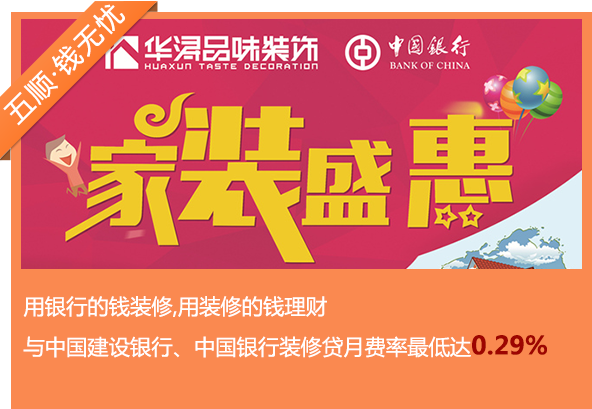 五顺·钱无忧
华浔品味装饰
HUAXUN TASTE DECORATION
中国银行
BANK OF CHINA
家装盛惠
用银行的钱装修,用装修的钱理财
与中国建设银行、中国银行装修贷月费率最低达0.29%